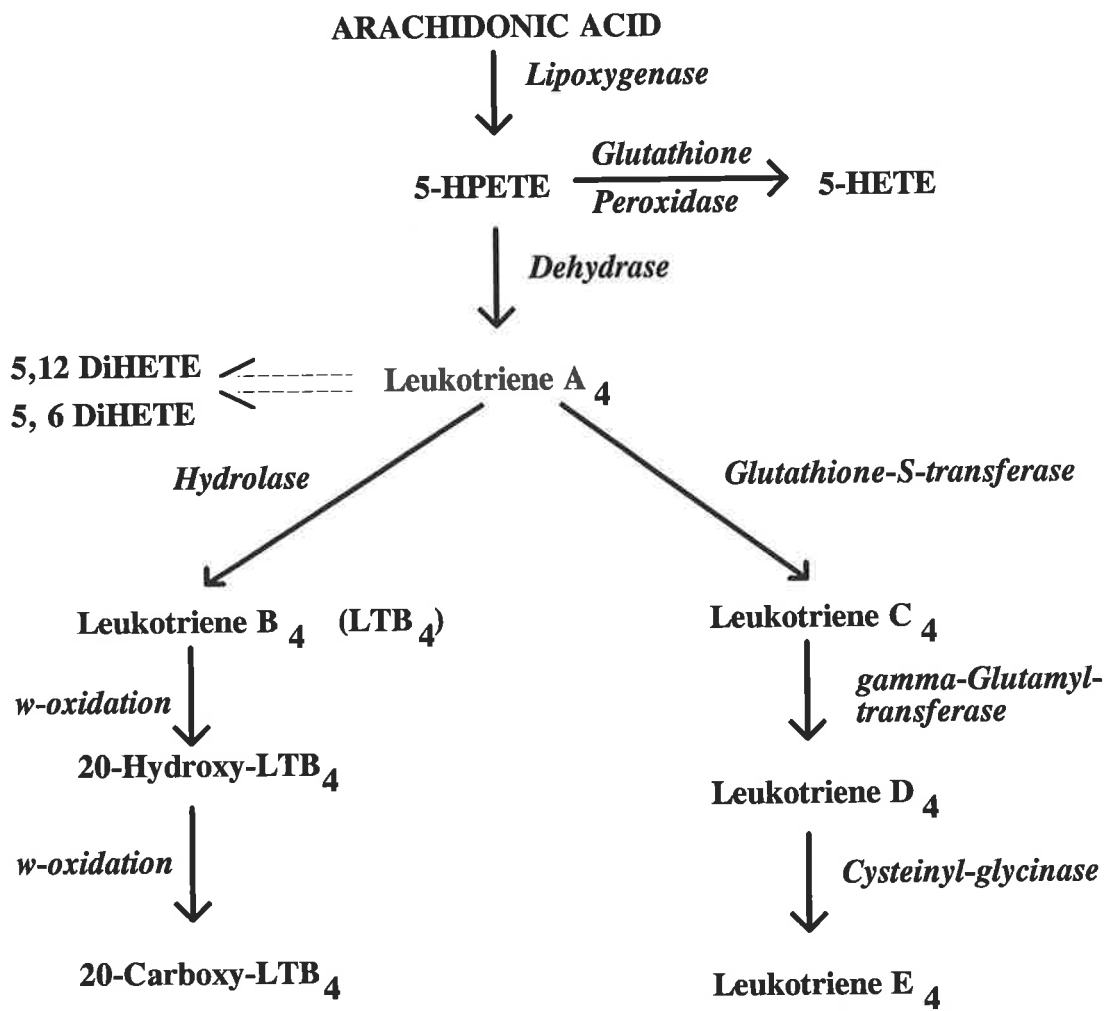 ARACHIDONIC ACID
Lipoxygenase
Glutathione
5-HPETE
5-HETE
Peroxidase
Dehydrase
5,12 DiHETE
Leukotriene A 4
5, 6 DiHETE
Hydrolase
Glutathione-S-transferase
Leukotriene B 4 (LTB 4)
Leukotriene C 4
w-oxidation
gamma-Glutamyl-
transferase
20-Hydroxy-LTB 4
Leukotriene D 4
w-oxidation
Cysteinyl-glycinase
20-Carboxy-LTB 4
Leukotriene E 4